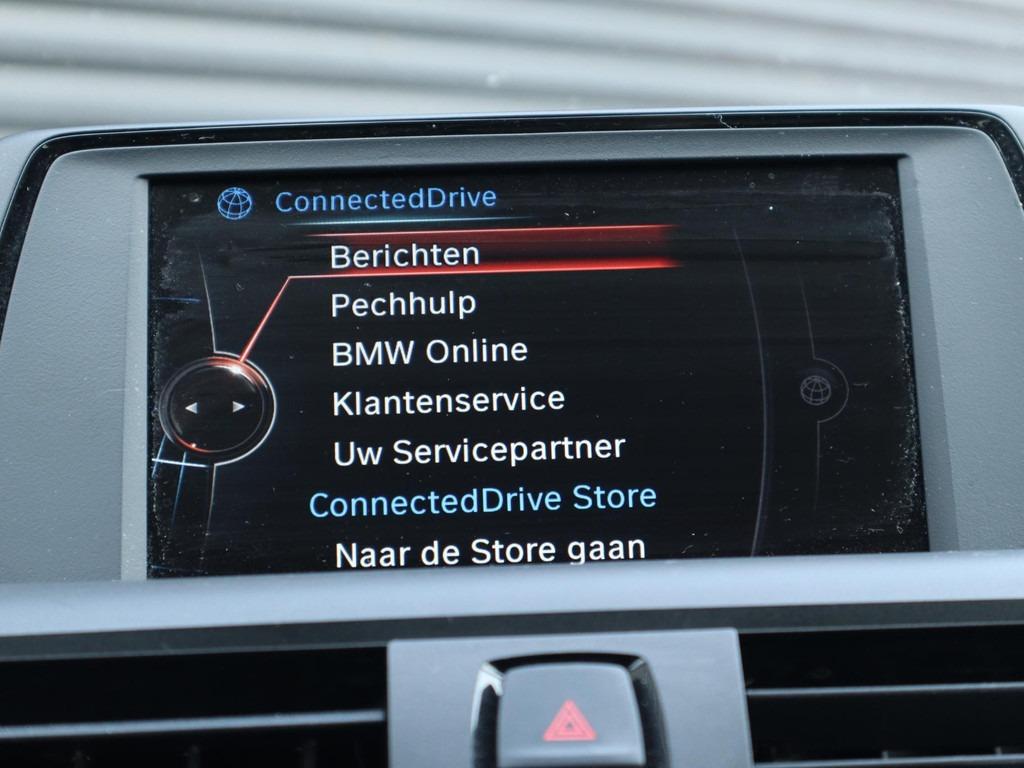 ConnectedDrive
Berichten
Pechhulp
BMW Online
Klantenservice
Uw Servicepartner
ConnectedDrive Store
Naar de Store gaan